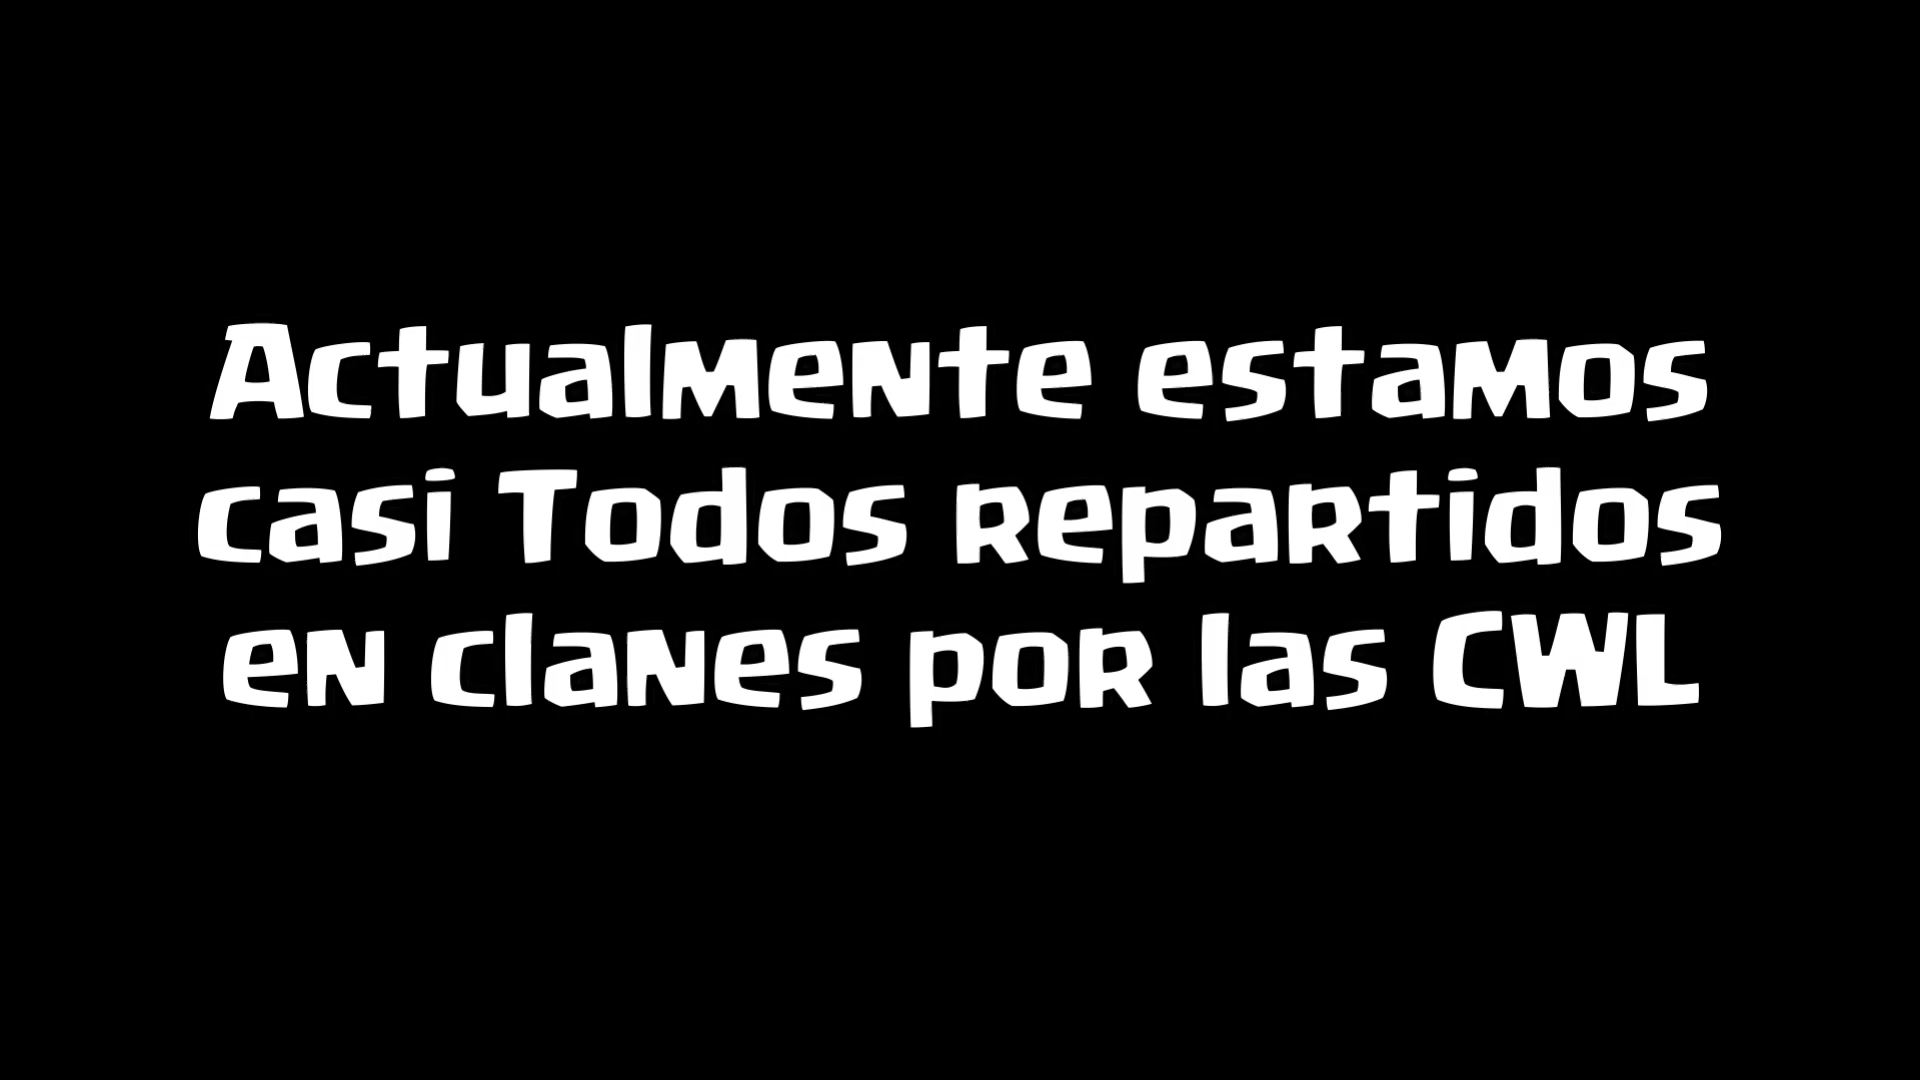 Actualmente estamos
casi Todos repartidos
en clanes por las CWL